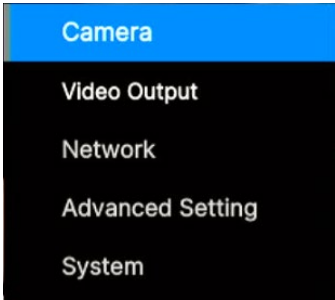 Camera
Video Output
Network
Advanced Setting
System